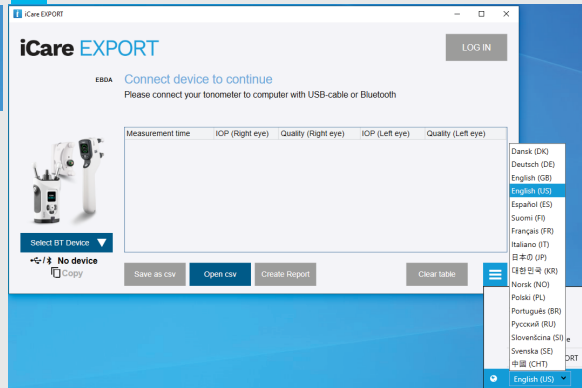 iCare EXPORT
iCare EXPORT
LOG IN
EBDA
Connect device to continue
Please connect your tonometer to computer with USB-cable or Bluetooth
Measurement time IOP (Right eye) Quality (Right eye) IOP (Left eye) Quality (Left eye)
Select BT Device
No device
Copy
Save as csv Open csv Create Report Clear table
Dansk (DK)
Deutsch (DE)
English (GB)
English (US)
Español (ES)
Suomi (FI)
Français (FR)
Italiano (IT)
日本の (JP)
대한민국 (KR)
Norsk (NO)
Polski (PL)
Português (BR)
Русский (RU)
Slovenščina (SI)
Svenska (SE)
中國 (CHT)
English (US)